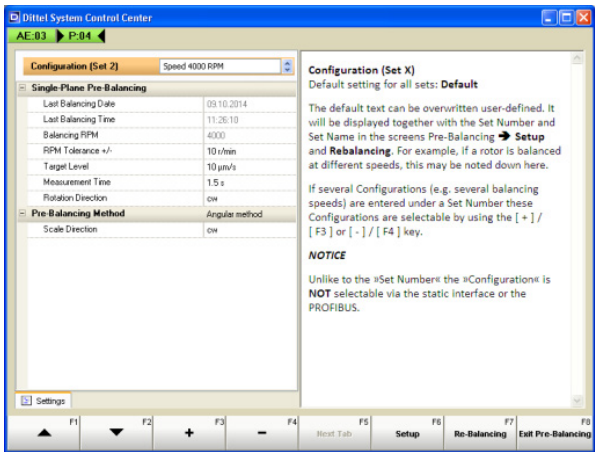 Dittel System Control Center
AE:03 P:04
Configuration (Set 2) Speed 4000 RPM
Single-Plane Pre-Balancing
Last Balancing Date 09.10.2014
Last Balancing Time 11:26:10
Balancing RPM 4000
RPM Tolerance +/- 10 r/min
Target Level 10 µm/s
Measurement Time 1.5 s
Rotation Direction cw
Pre-Balancing Method Angular method
Scale Direction cw
Settings
Configuration (Set X)
Default setting for all sets: Default
The default text can be overwritten user-defined. It
will be displayed together with the Set Number and
Set Name in the screens Pre-Balancing ➔ Setup
and Rebalancing. For example, if a rotor is balanced
at different speeds, this may be noted down here.
If several Configurations (e.g. several balancing
speeds) are entered under a Set Number these
Configurations are selectable by using the [ + ] /
[ F3 ] or [ - ] / [ F4 ] key.
NOTICE
Unlike to the »Set Number« the »Configuration« is
NOT selectable via the static interface or the
PROFIBUS.
F1 F2 F3 F4 F5 F6 F7 F8
+ - Next Tab Setup Re-Balancing Exit Pre-Balancing